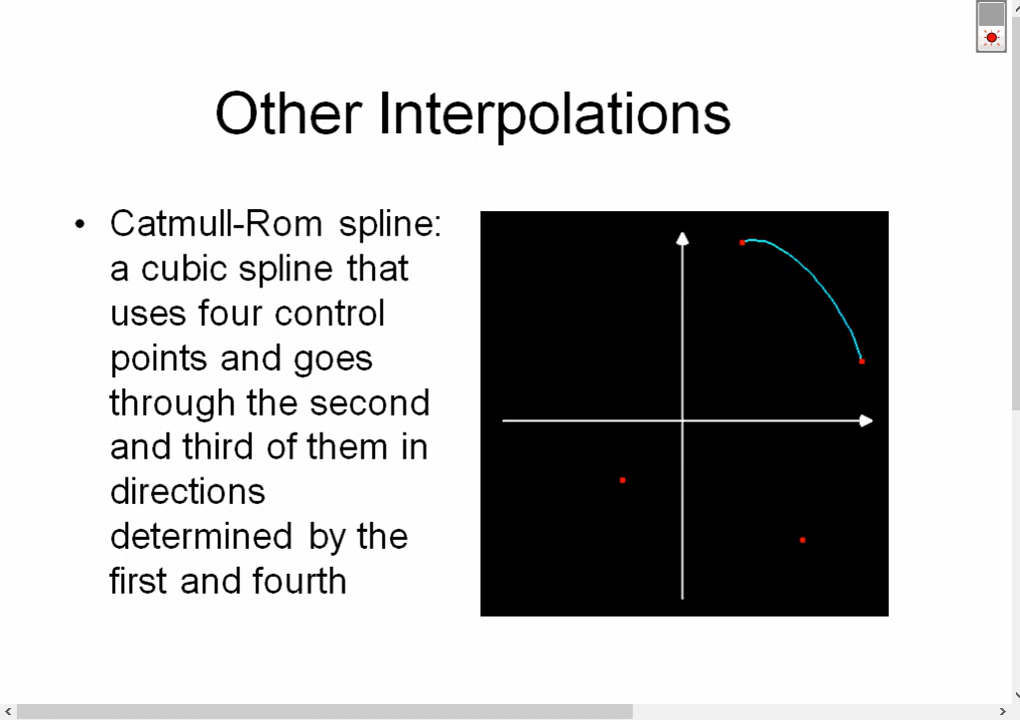 Other Interpolations
• Catmull-Rom spline:
a cubic spline that
uses four control
points and goes
through the second
and third of them in
directions
determined by the
first and fourth